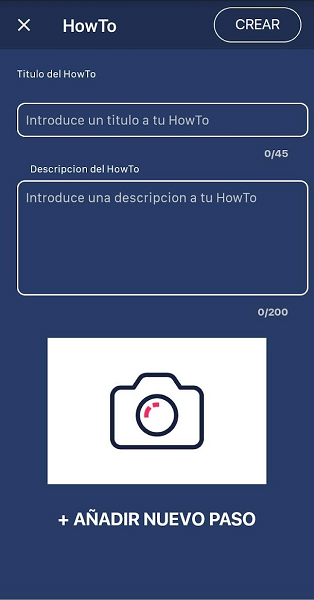 HowTo
CREAR
Titulo del HowTo
Introduce un titulo a tu HowTo
0/45
Descripcion del HowTo
Introduce una descripcion a tu HowTo
0/200
+ AÑADIR NUEVO PASO